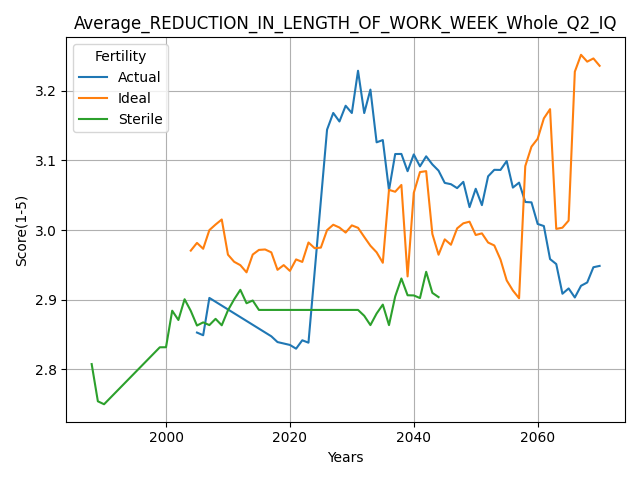 Average_REDUCTION_IN_LENGTH_OF_WORK_WEEK_Whole_Q2_IQ
Fertility
Actual
Ideal
Sterile
3.2
3.1
3.0
2.9
2.8
Score(1-5)
2000
2020
2040
2060
Years